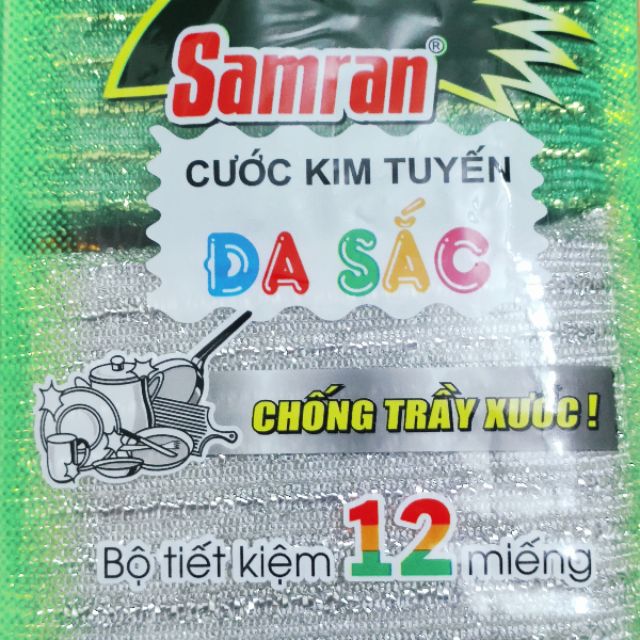 Samran®
CƯỚC KIM TUYẾN
ĐA SẮC
CHỐNG TRẦY XƯỚC!
Bộ tiết kiệm 12 miếng